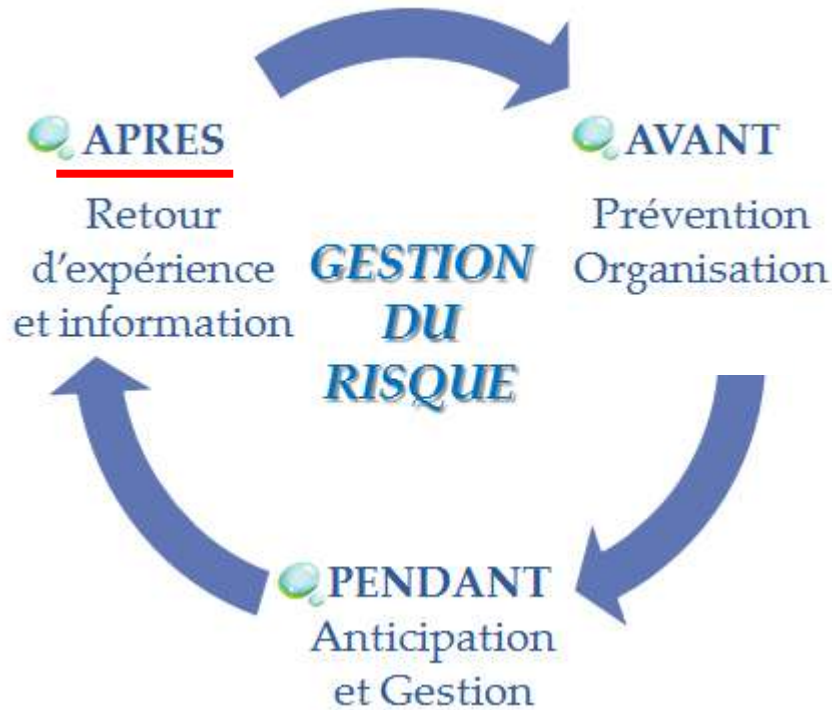 APRES
Retour
d'expérience
et information
GESTION
DU
RISQUE
AVANT
Prévention
Organisation
PENDANT
Anticipation
et Gestion